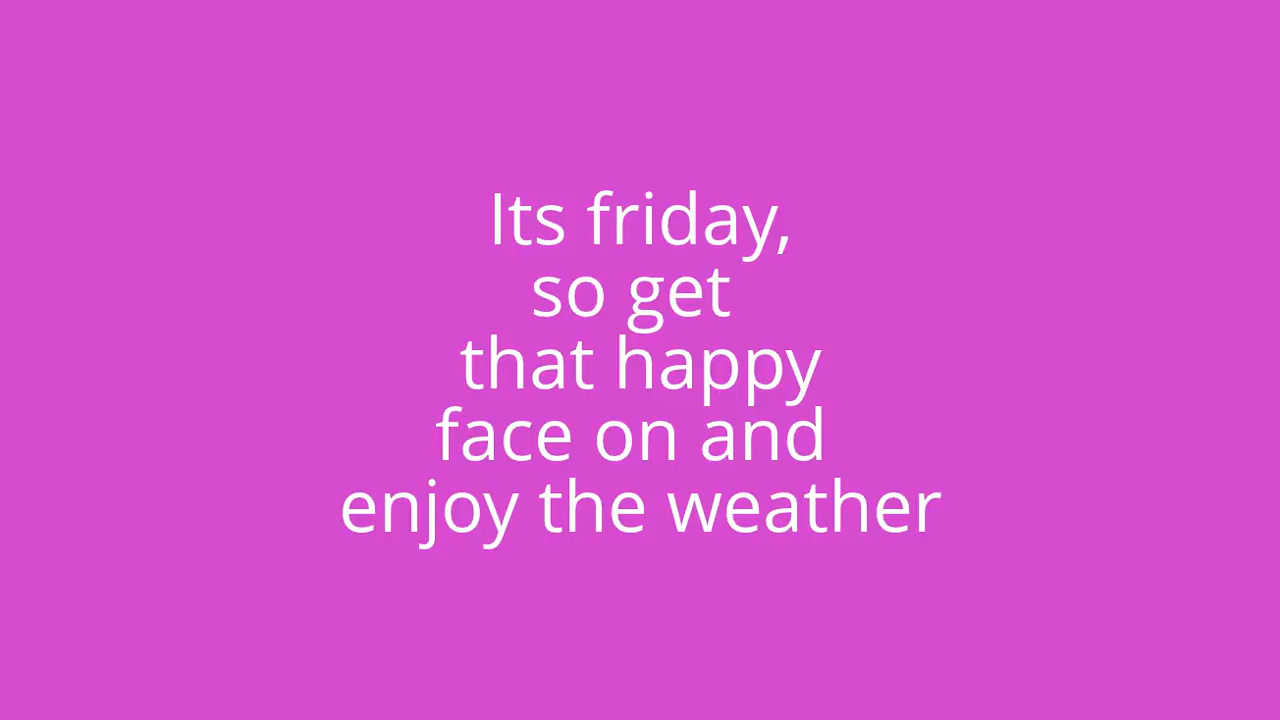 Its friday,
so get
that happy
face on and
enjoy the weather